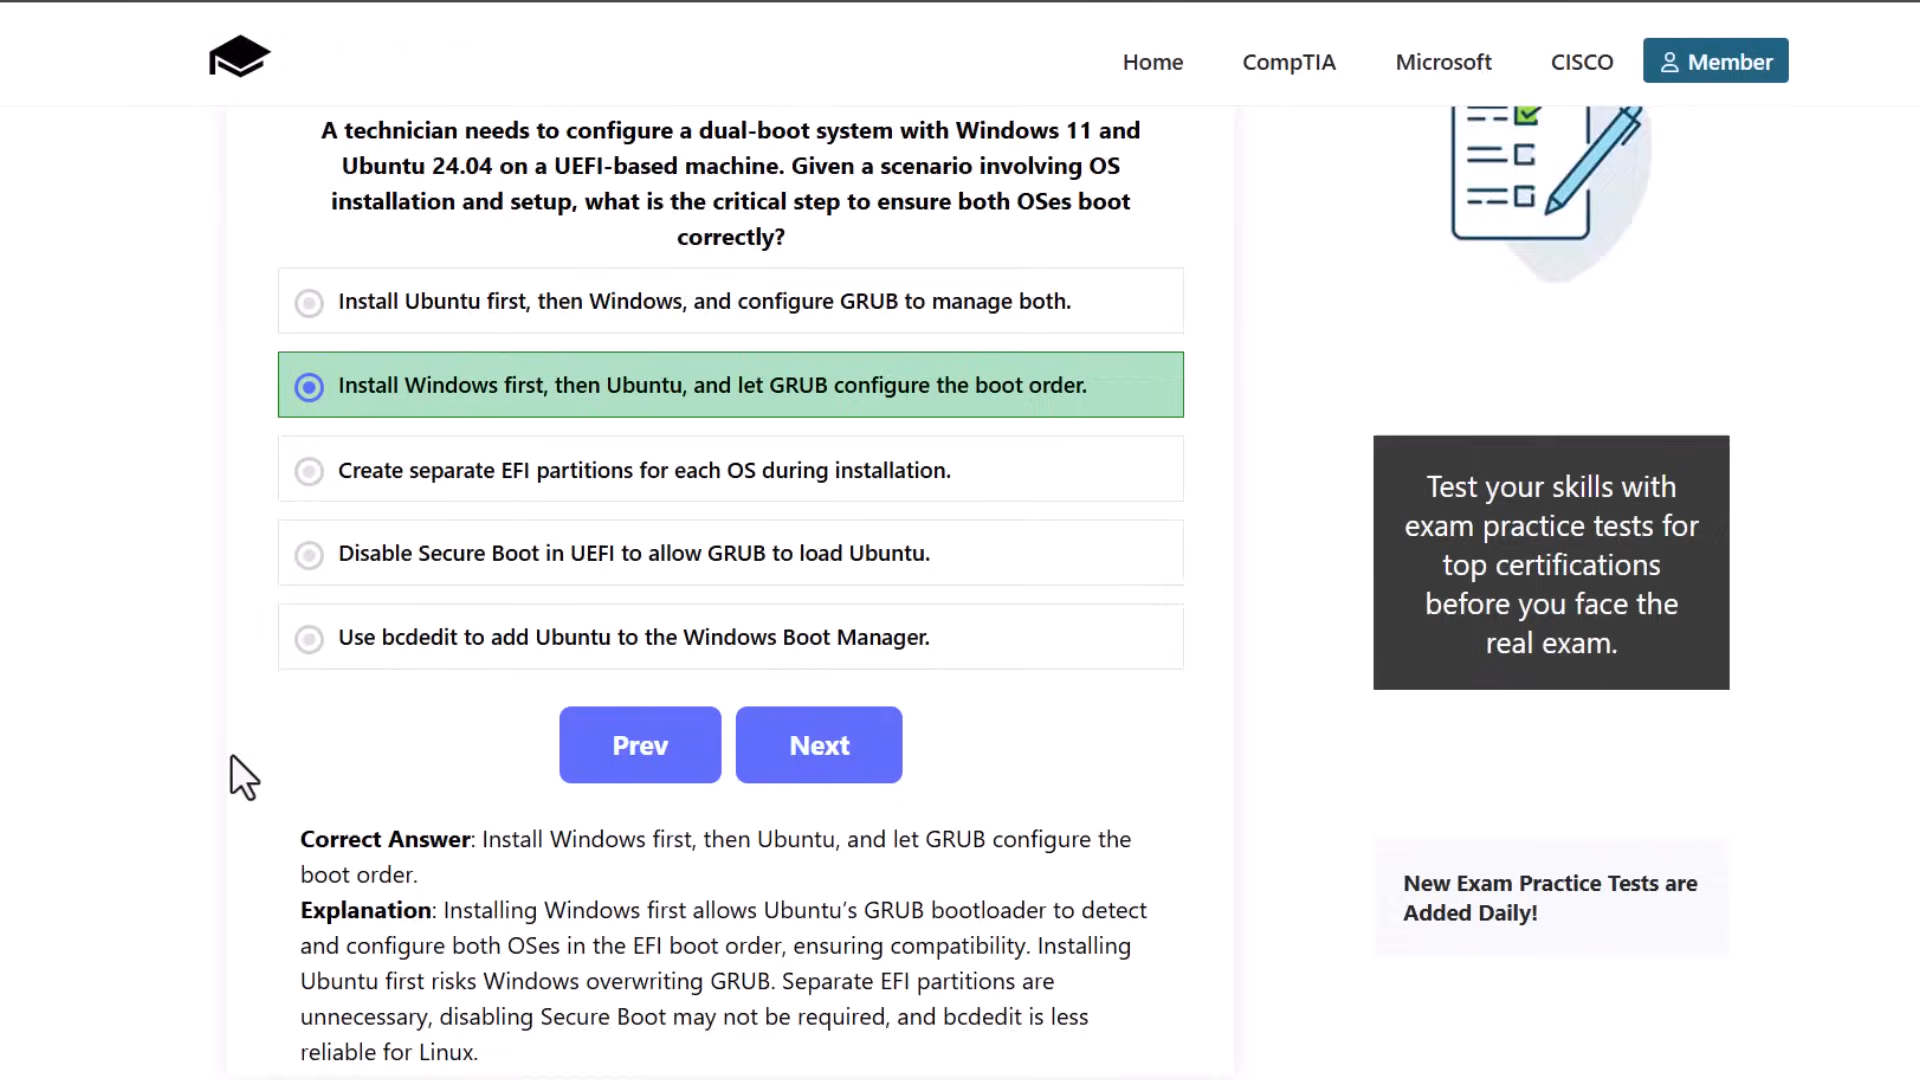 Home CompTIA Microsoft CISCO Member
A technician needs to configure a dual-boot system with Windows 11 and
Ubuntu 24.04 on a UEFI-based machine. Given a scenario involving OS
installation and setup, what is the critical step to ensure both OSes boot
correctly?
Install Ubuntu first, then Windows, and configure GRUB to manage both.
Install Windows first, then Ubuntu, and let GRUB configure the boot order.
Create separate EFI partitions for each OS during installation.
Disable Secure Boot in UEFI to allow GRUB to load Ubuntu.
Use bcdedit to add Ubuntu to the Windows Boot Manager.
Prev Next
Correct Answer: Install Windows first, then Ubuntu, and let GRUB configure the
boot order.
Explanation: Installing Windows first allows Ubuntu’s GRUB bootloader to detect
and configure both OSes in the EFI boot order, ensuring compatibility. Installing
Ubuntu first risks Windows overwriting GRUB. Separate EFI partitions are
unnecessary, disabling Secure Boot may not be required, and bcdedit is less
reliable for Linux.
Test your skills with
exam practice tests for
top certifications
before you face the
real exam.
New Exam Practice Tests are
Added Daily!